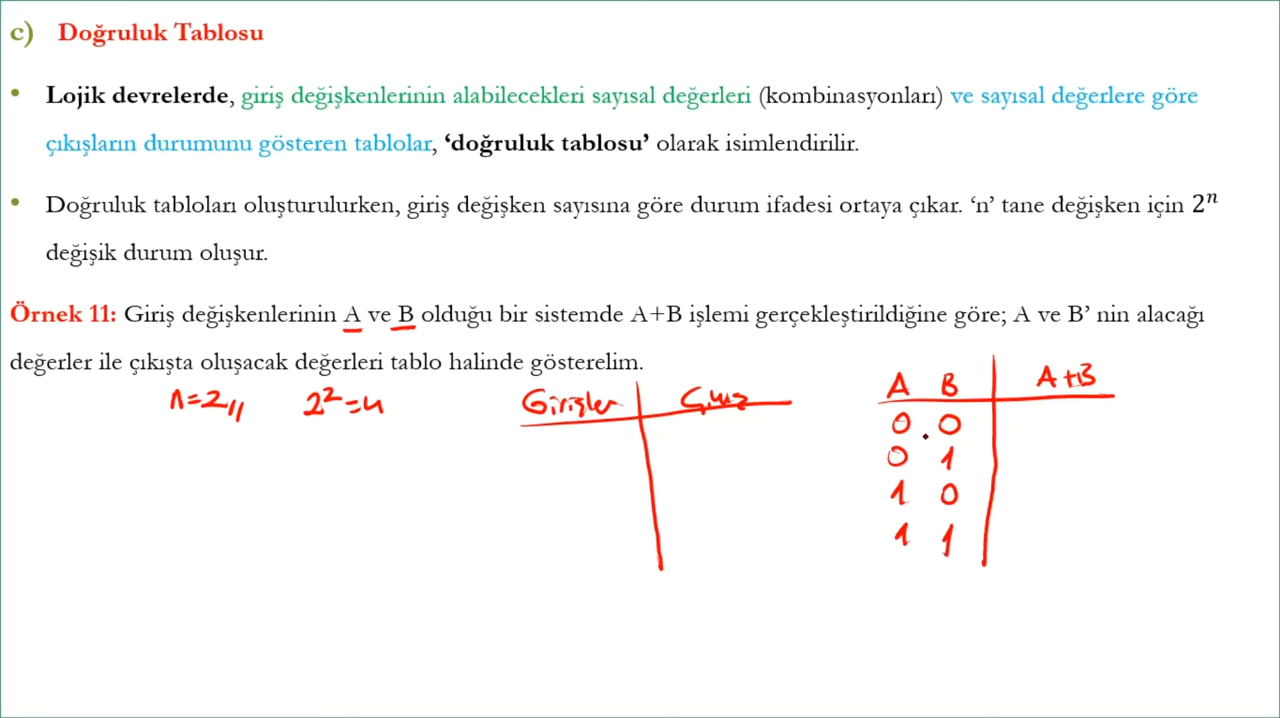 c) Doğruluk Tablosu
• Lojik devrelerde, giriş değişkenlerinin alabilecekleri sayısal değerleri (kombinasyonları) ve sayısal değerlere göre
çıkışların durumunu gösteren tablolar, ‘doğruluk tablosu’ olarak isimlendirilir.
• Doğruluk tabloları oluşturulurken, giriş değişken sayısına göre durum ifadesi ortaya çıkar. ‘n’ tane değişken için 2ⁿ
değişik durum oluşur.
Örnek 11: Giriş değişkenlerinin A ve B olduğu bir sistemde A+B işlemi gerçekleştirildiğine göre; A ve B’ nin alacağı
değerler ile çıkışta oluşacak değerleri tablo halinde gösterelim.
n=2,, 2²=4 Girişler Çıkış
A B A+B
0 0
0 1
1 0
1 1